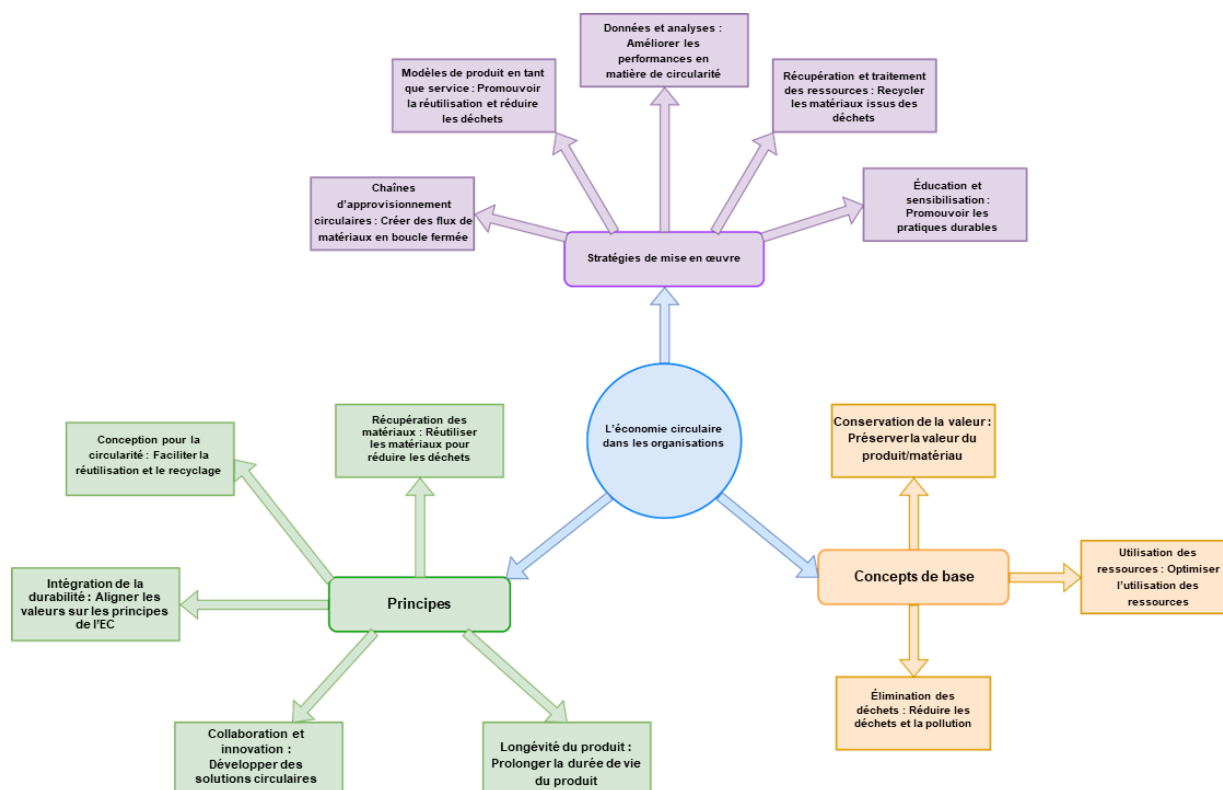 Données et analyses :
Améliorer les
performances en
matière de circularité
Modèles de produit en tant
que service : Promouvoir
la réutilisation et réduire
les déchets
Récupération et traitement
des ressources : Recycler
les matériaux issus des
déchets
Chaînes
d’approvisionnement
circulaires : Créer des flux de
matériaux en boucle fermée
Éducation et
sensibilisation :
Promouvoir les
pratiques durables
Stratégies de mise en œuvre
L’économie circulaire
dans les organisations
Récupération des
matériaux : Réutiliser
les matériaux pour
réduire les déchets
Conception pour la
circularité : Faciliter la
réutilisation et le recyclage
Intégration de la
durabilité : Aligner les
valeurs sur les principes
de l’EC
Principes
Collaboration et
innovation :
Développer des
solutions circulaires
Longévité du produit :
Prolonger la durée de vie
du produit
Conservation de la valeur :
Préserver la valeur du
produit/matériau
Concepts de base
Utilisation des
ressources : Optimiser
l’utilisation des
ressources
Élimination des
déchets : Réduire les
déchets et la pollution